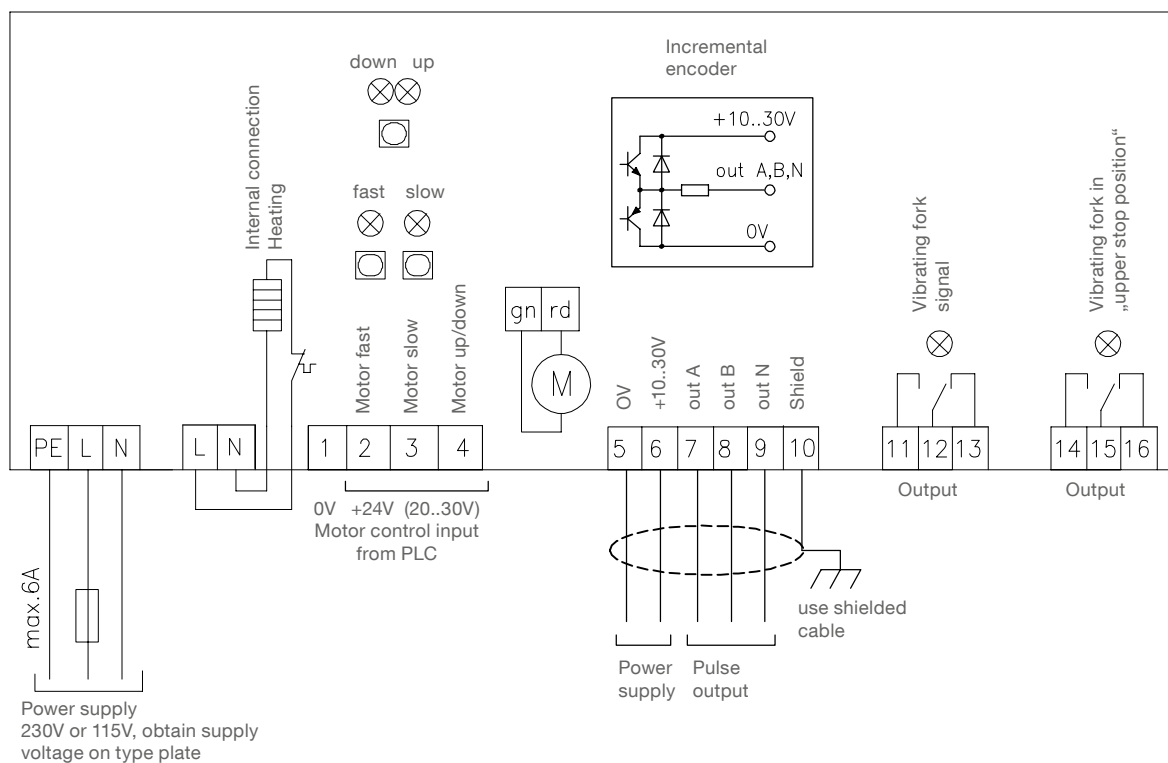 down up
Incremental
encoder
+10..30V
out A,B,N
0V
Internal connection
Heating
fast slow
Vibrating fork
signal
Vibrating fork in
„upper stop position“
Motor fast
Motor slow
Motor up/down
gn rd
M
0V
+10..30V
out A
out B
out N
Shield
PE L N
L N
1 2 3 4
5 6 7 8 9 10
11 12 13
14 15 16
0V +24V (20..30V)
Motor control input
from PLC
Output
Output
max.6A
use shielded
cable
Power
supply
Pulse
output
Power supply
230V or 115V, obtain supply
voltage on type plate